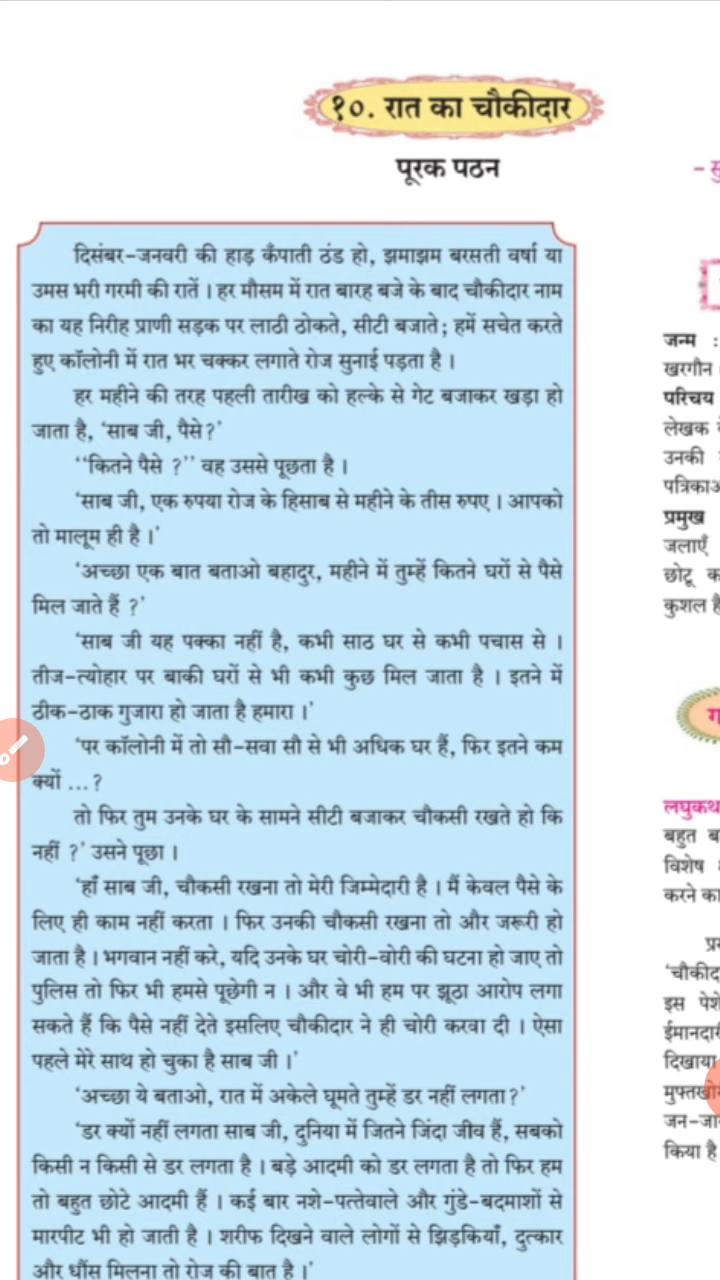 १०. रात का चौकीदार
पूरक पठन
दिसंबर-जनवरी की हाड़ कँपाती ठंड हो, झमाझम बरसती वर्षा या
उमस भरी गरमी की रातें । हर मौसम में रात बारह बजे के बाद चौकीदार नाम
का यह निरीह प्राणी सड़क पर लाठी ठोकते, सीटी बजाते; हमें सचेत करते
हुए कॉलोनी में रात भर चक्कर लगाते रोज सुनाई पड़ता है ।
हर महीने की तरह पहली तारीख को हल्के से गेट बजाकर खड़ा हो
जाता है, ‘साब जी, पैसे?’
‘‘कितने पैसे ?’’ वह उससे पूछता है ।
‘साब जी, एक रुपया रोज के हिसाब से महीने के तीस रुपए । आपको
तो मालूम ही है ।’
‘अच्छा एक बात बताओ बहादुर, महीने में तुम्हें कितने घरों से पैसे
मिल जाते हैं ?’
‘साब जी यह पक्का नहीं है, कभी साठ घर से कभी पचास से ।
तीज-त्योहार पर बाकी घरों से भी कभी कुछ मिल जाता है । इतने में
ठीक-ठाक गुजारा हो जाता है हमारा ।’
‘पर कॉलोनी में तो सौ-सवा सौ से भी अधिक घर हैं, फिर इतने कम
क्यों ...?
तो फिर तुम उनके घर के सामने सीटी बजाकर चौकसी रखते हो कि
नहीं ?’ उसने पूछा ।
‘हाँ साब जी, चौकसी रखना तो मेरी जिम्मेदारी है । मैं केवल पैसे के
लिए ही काम नहीं करता । फिर उनकी चौकसी रखना तो और जरूरी हो
जाता है । भगवान नहीं करे, यदि उनके घर चोरी-वोरी की घटना हो जाए तो
पुलिस तो फिर भी हमसे पूछेगी न । और वे भी हम पर झूठा आरोप लगा
सकते हैं कि पैसे नहीं देते इसलिए चौकीदार ने ही चोरी करवा दी । ऐसा
पहले मेरे साथ हो चुका है साब जी ।’
‘अच्छा ये बताओ, रात में अकेले घूमते तुम्हें डर नहीं लगता?’
‘डर क्यों नहीं लगता साब जी, दुनिया में जितने जिंदा जीव हैं, सबको
किसी न किसी से डर लगता है । बड़े आदमी को डर लगता है तो फिर हम
तो बहुत छोटे आदमी हैं । कई बार नशे-पत्तेवाले और गुंडे-बदमाशों से
मारपीट भी हो जाती है । शरीफ दिखने वाले लोगों से झिड़कियाँ, दुत्कार
और धौंस मिलना तो रोज की बात है ।’
जन्म :
खरगौन
परिचय
लेखक
उनकी
पत्रिकाअ
प्रमुख
जलाएँ
छोटू
कुशल है
लघुकथ
बहुत ब
विशेष
करने का
प्रस
‘चौकीद
इस पेशे
ईमानदार
दिखाया
मुफ्तखो
जन-जा
किया है